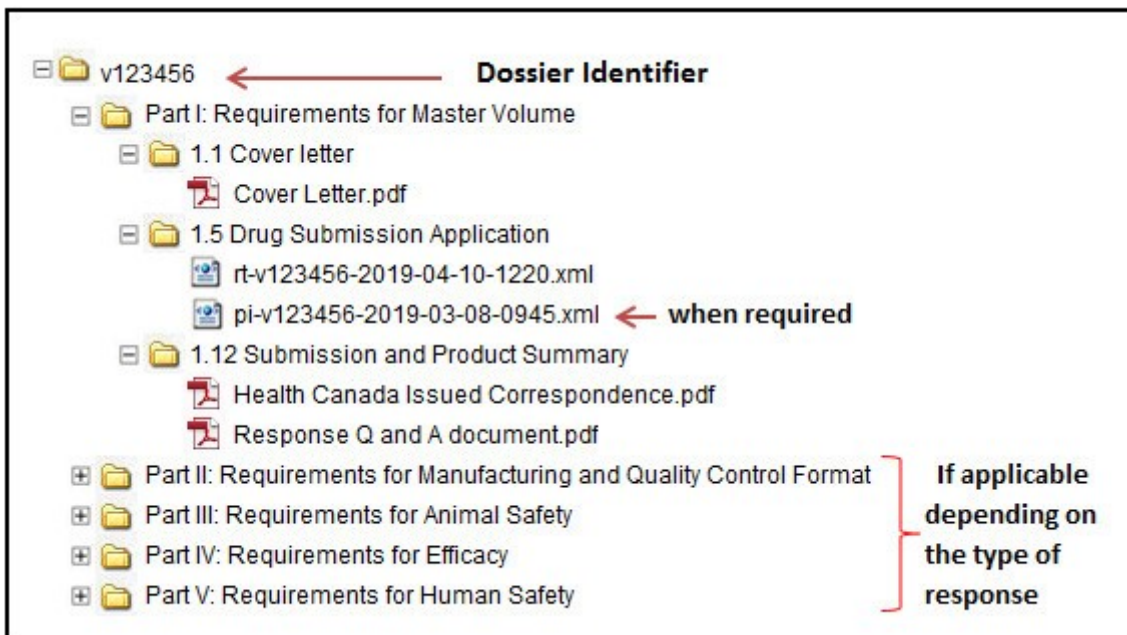 v123456
Dossier Identifier
Part I: Requirements for Master Volume
1.1 Cover letter
Cover Letter.pdf
1.5 Drug Submission Application
rt-v123456-2019-04-10-1220.xml
pi-v123456-2019-03-08-0945.xml
when required
1.12 Submission and Product Summary
Health Canada Issued Correspondence.pdf
Response Q and A document.pdf
Part II: Requirements for Manufacturing and Quality Control Format
Part III: Requirements for Animal Safety
Part IV: Requirements for Efficacy
Part V: Requirements for Human Safety
If applicable
depending on
the type of
response